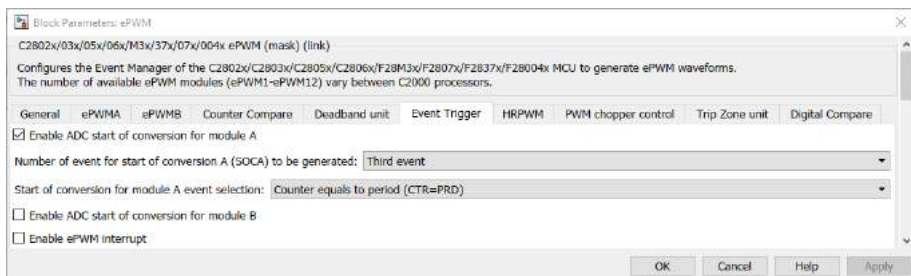 Block Parameters: ePWM
C2802x/03x/05x/06x/M3x/37x/07x/004x ePWM (mask) (link)
Configures the Event Manager of the C2802x/C2803x/C2805x/C2806x/F28M3x/F2807x/F2837x/F28004x MCU to generate ePWM waveforms.
The number of available ePWM modules (ePWM1-ePWM12) vary between C2000 processors.
General ePWMA ePWMB Counter Compare Deadband unit Event Trigger HRPWM PWM chopper control Trip Zone unit Digital Compare
Enable ADC start of conversion for module A
Number of event for start of conversion A (SOCA) to be generated: Third event
Start of conversion for module A event selection: Counter equals to period (CTR=PRD)
Enable ADC start of conversion for module B
Enable ePWM interrupt
OK Cancel Help Apply